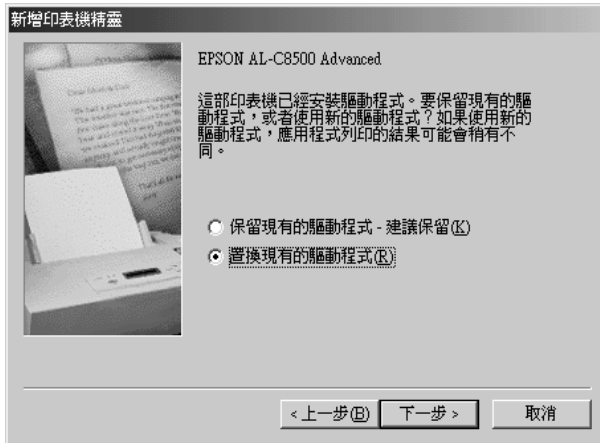 新增印表機精靈
EPSON AL-C8500 Advanced
這部印表機已經安裝驅動程式。要保留現有的驅
動程式，或者使用新的驅動程式？如果使用新的
驅動程式，應用程式列印的結果可能會稍有不
同。
保留現有的驅動程式 - 建議保留(K)
置換現有的驅動程式(R)
<上一步(B) 下一步> 取消